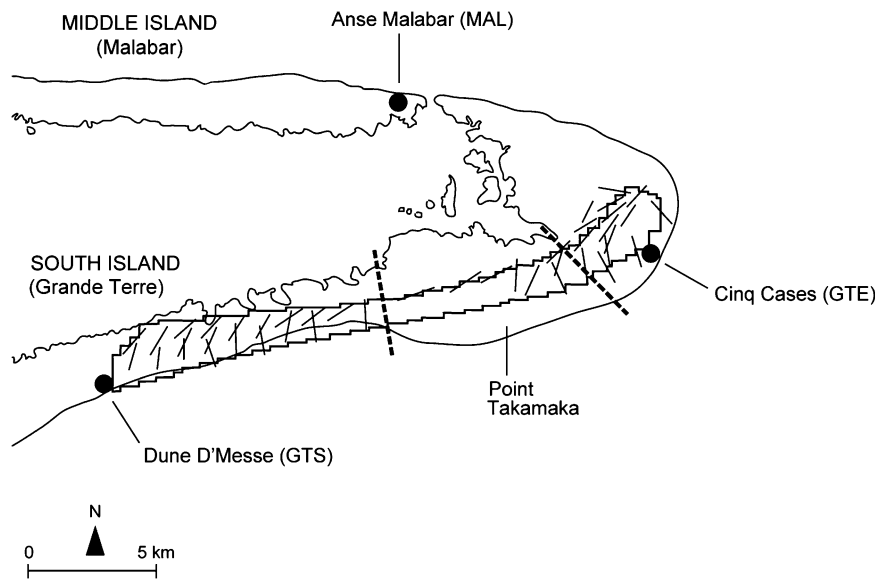 MIDDLE ISLAND
(Malabar)
Anse Malabar (MAL)
SOUTH ISLAND
(Grande Terre)
Cinq Cases (GTE)
Point
Takamaka
Dune D’Messe (GTS)
N
0 5 km